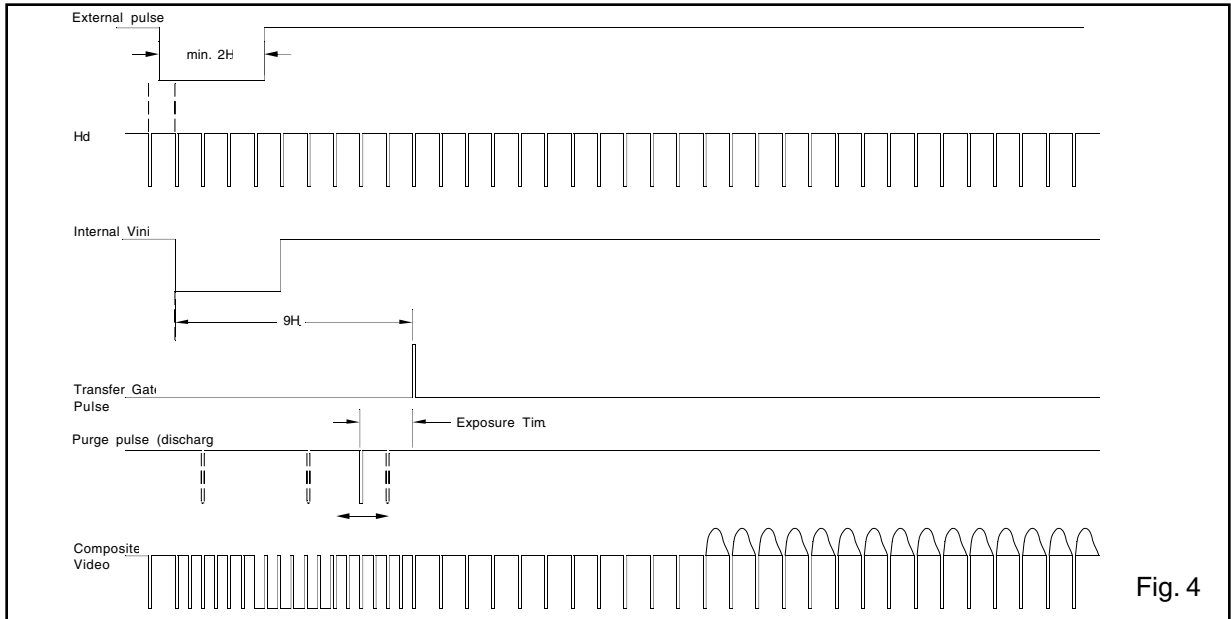 External pulse
min. 2H
Hd
Internal Vini
9H
Transfer Gate
Pulse
Exposure Tim
Purge pulse (discharg
Composite
Video
Fig. 4